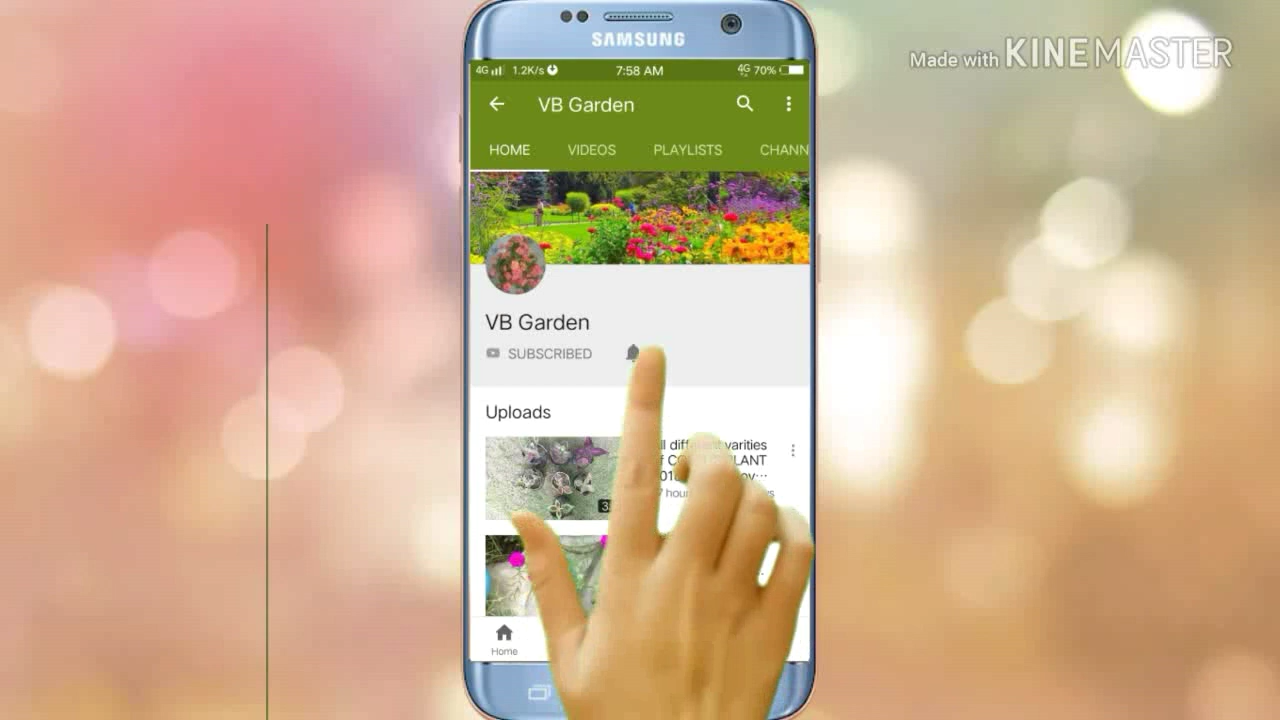 Made with KINEMASTER
SAMSUNG
4G 1.2K/s 7:58 AM 4G 70%
VB Garden
HOME VIDEOS PLAYLISTS CHANN
VB Garden
SUBSCRIBED
Uploads
varities
LANT
3
Home